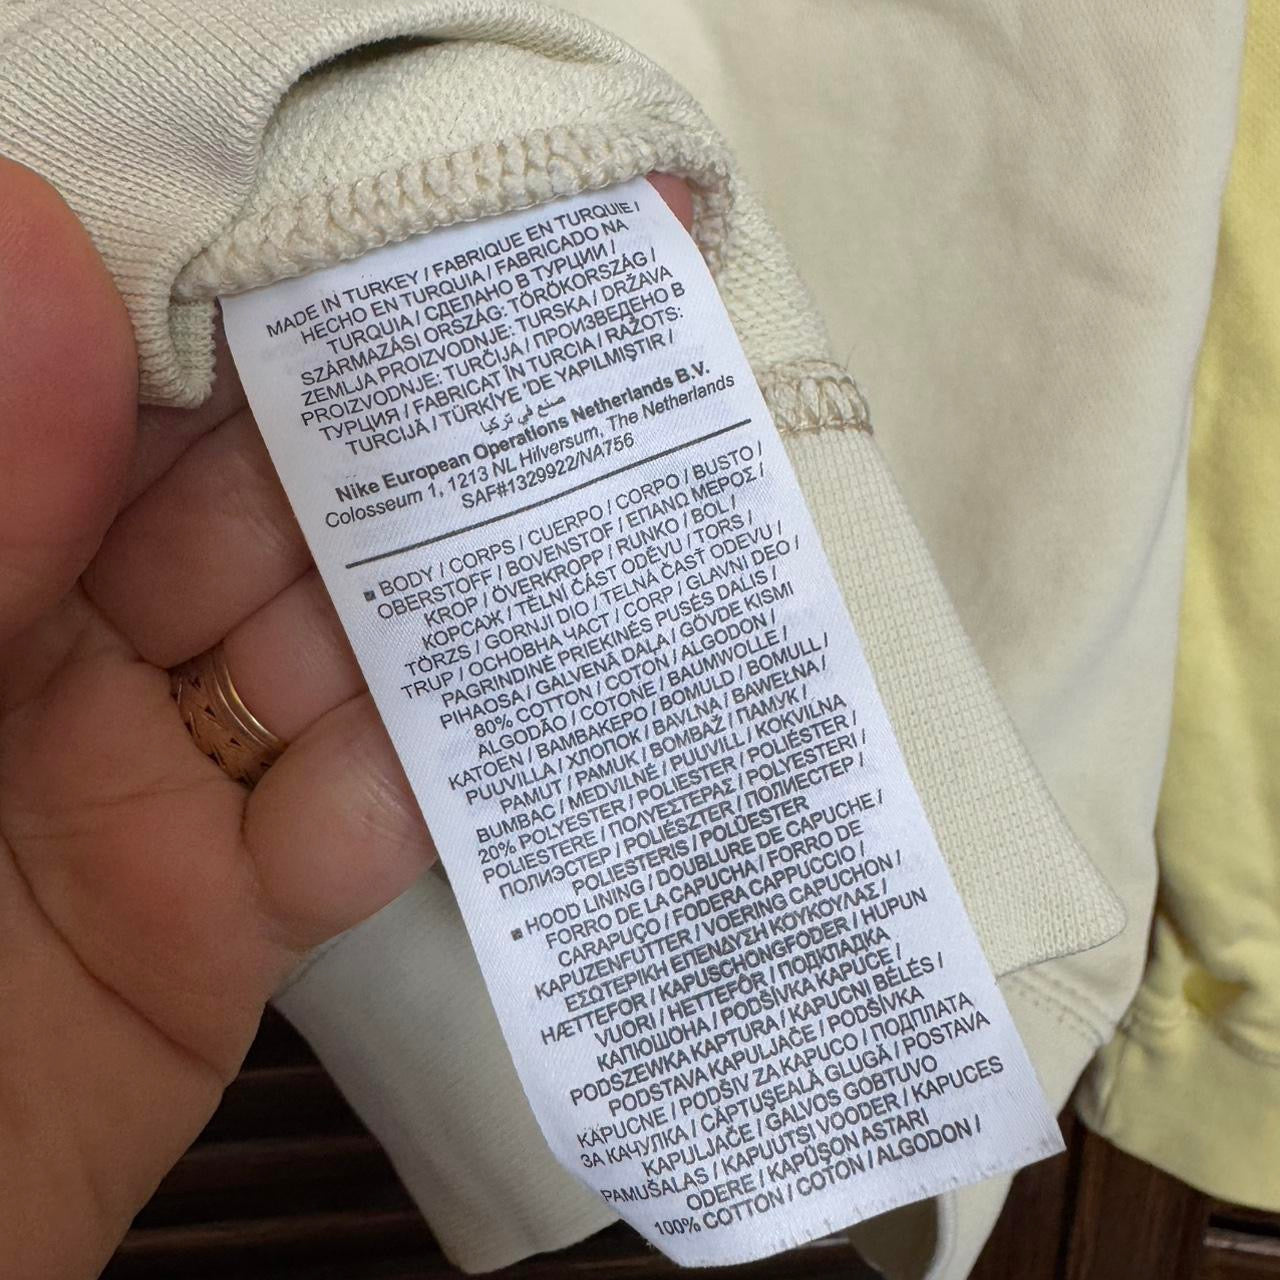 MADE IN TURKEY / FABRIQUE EN TURQUIE /
HECHO EN TURQUIA / FABRICADO NA
TURQUIA / СДЕЛАНО В ТУРЦИИ /
SZÁRMAZÁSI ORSZÁG: TÖRÖKORSZÁG /
ZEMLJA PROIZVODNJE: TURSKA / DRŽAVA
PROIZVODNJE: TURČIJA / ПРОИЗВЕДЕНО В
ТУРЦИЯ / FABRICAT ÎN TURCIA / RAŽOTS:
TURCIJĀ / TÜRKİYE 'DE YAPILMIŞTIR /
صنع في تركيا
Nike European Operations Netherlands B.V.
Colosseum 1, 1213 NL Hilversum, The Netherlands
SAF#1329922/NA756
▪ BODY / CORPS / CUERPO / CORPO / BUSTO /
OBERSTOFF / BOVENSTOF / ΕΠΑΝΩ ΜΕΡΟΣ /
KROP / ÖVERKROPP / RUNKO / BOL /
КОРСАЖ / TĚLNÍ ČÁST ODĚVU / TORS /
TÖRZS / GORNJI DIO / TELNÁ ČASŤ ODEVU /
TRUP / ОСНОВНА ЧАСТ / CORP / GLAVNI DEO /
PAGRINDINĖ PRIEKINĖS PUSĖS DALIS /
PIHAOSA / GALVENĀ DAĻA / GÖVDE KISMI
80% COTTON / COTON / ALGODON /
ALGODÃO / COTONE / BAUMWOLLE /
KATOEN / ΒΑΜΒΑΚΕΡΟ / BOMULD / BOMULL /
PUUVILLA / ХЛОПОК / BAVLNA / BAWEŁNA /
PAMUT / PAMUK / BOMBAŽ / ПАМУК /
BUMBAC / MEDVILNĖ / PUUVILL / KOKVILNA
20% POLYESTER / POLIESTER / POLIÉSTER /
POLIESTERE / ΠΟΛΥΕΣΤΕΡΑΣ / POLYESTERI /
ПОЛИЭСТЕР / POLIÉSZTER / ПОЛИЕСТЕР /
POLIESTERIS / POLÜESTER
▪ HOOD LINING / DOUBLURE DE CAPUCHE /
FORRO DE LA CAPUCHA / FORRO DE
CARAPUÇO / FODERA CAPPUCCIO /
KAPUZENFUTTER / VOERING CAPUCHON /
ΕΣΩΤΕΡΙΚΗ ΕΠΕΝΔΥΣΗ ΚΟΥΚΟΥΛΑΣ /
HÆTTEFOR / KAPUSCHONGFODER / HUPUN
VUORI / HETTEFÔR / ПОДКЛАДКА
КАПЮШОНА / PODŠÍVKA KAPUCE /
PODSZEWKA KAPTURA / KAPUCNI BÉLÉS /
PODSTAVA KAPULJAČE / PODŠÍVKA
KAPUCNE / PODŠIV ZA KAPUCO / ПОДПЛАТА
ЗА КАЧУЛКА / CĂPTUŞEALĂ GLUGĂ / POSTAVA
KAPULJAČE / GALVOS GOBTUVO
PAMUŠALAS / KAPUUTSI VOODER / KAPUCES
ODERE / KAPÜŞON ASTARI
100% COTTON / COTON / ALGODON /